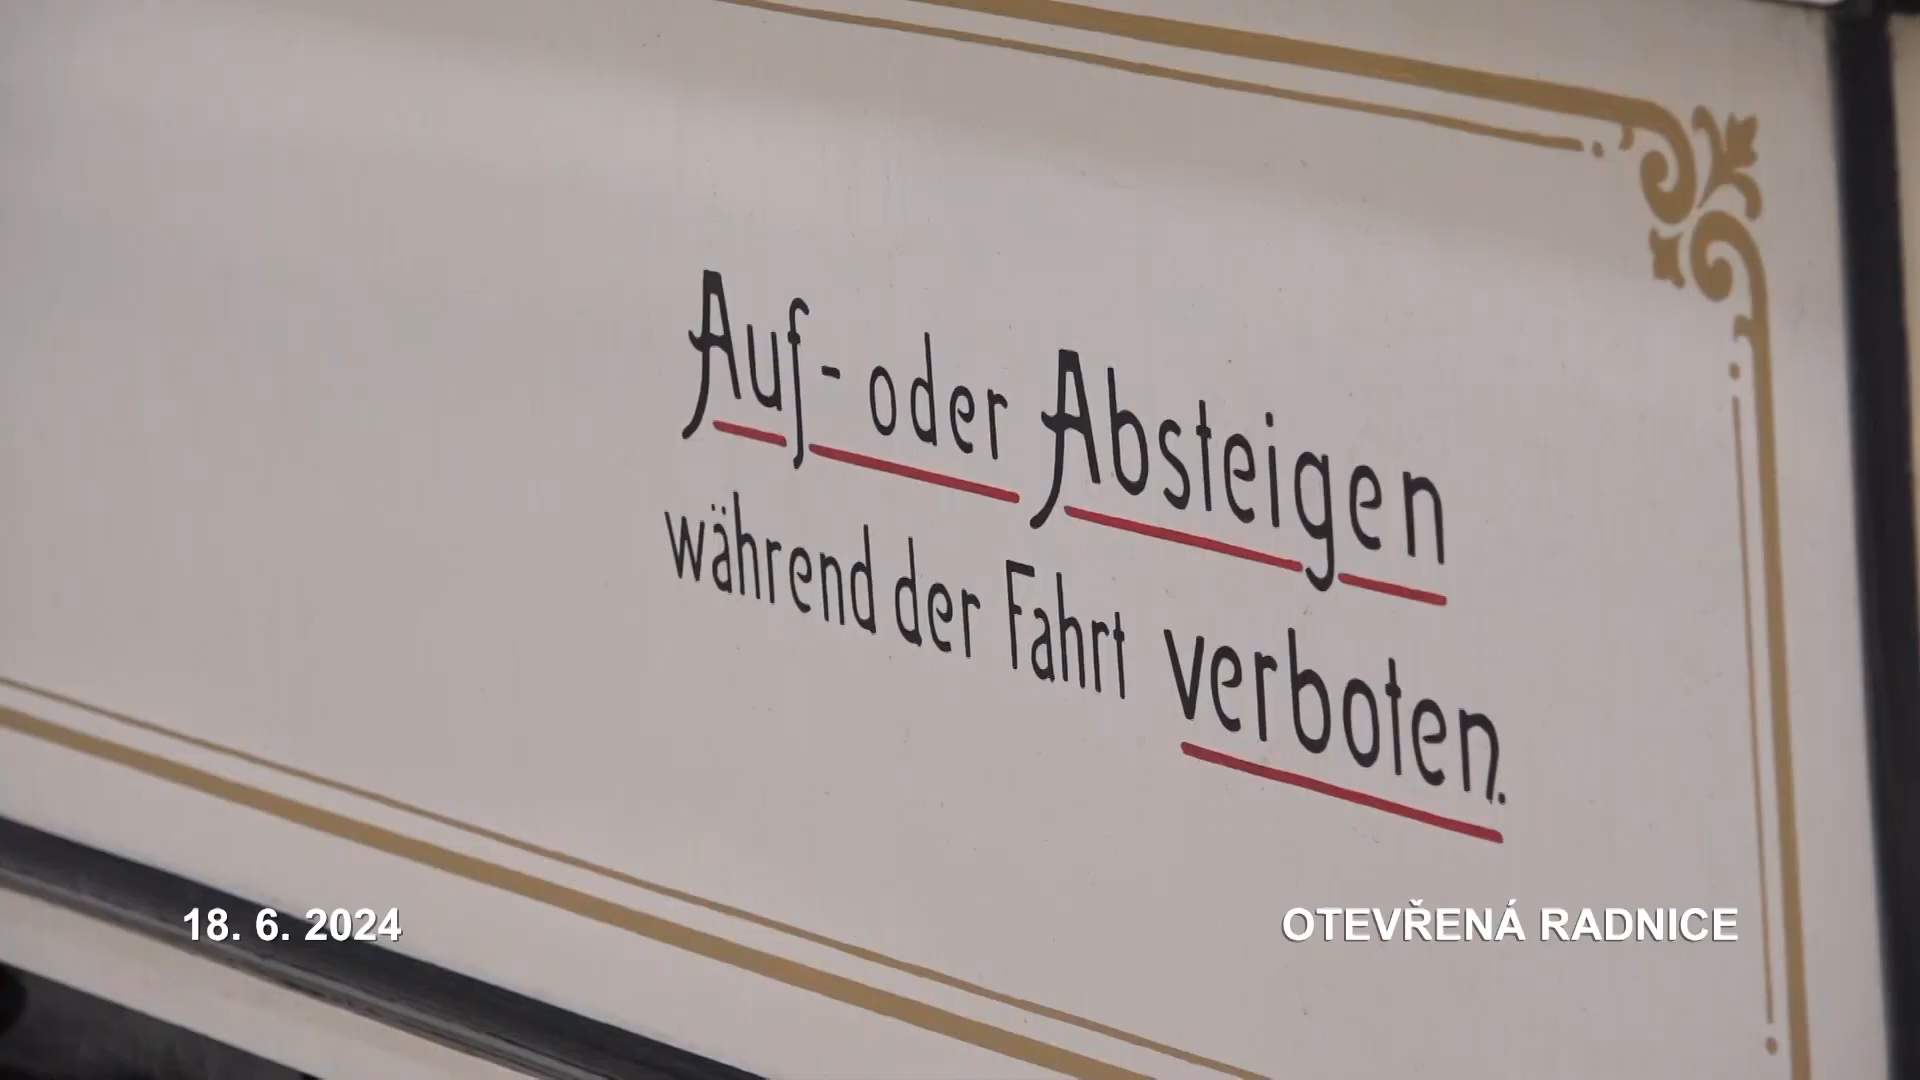 Auf- oder Absteigen
während der Fahrt verboten.
18. 6. 2024
OTEVŘENÁ RADNICE